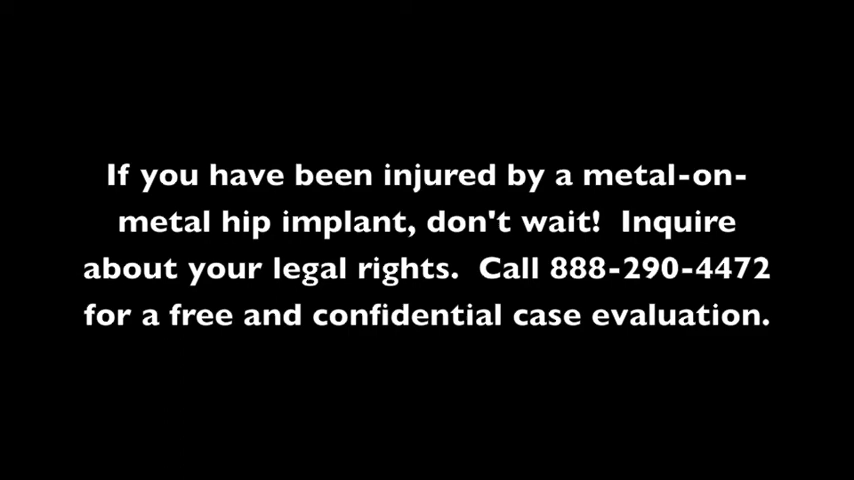 If you have been injured by a metal-on-
metal hip implant, don't wait!  Inquire
about your legal rights.  Call 888-290-4472
for a free and confidential case evaluation.